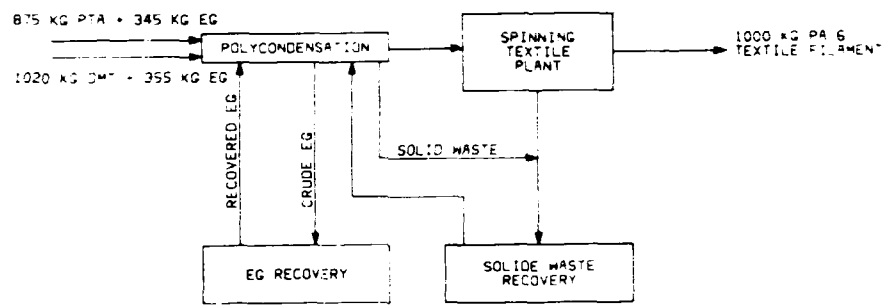 875 KG PTA + 345 KG EG
1020 KG DMT + 355 KG EG
POLYCONDENSATION
SPINNING
TEXTILE
PLANT
1000 KG PA 6
TEXTILE FILAMENT
RECOVERED EG
CRUDE EG
SOLID WASTE
EG RECOVERY
SOLIDE WASTE
RECOVERY